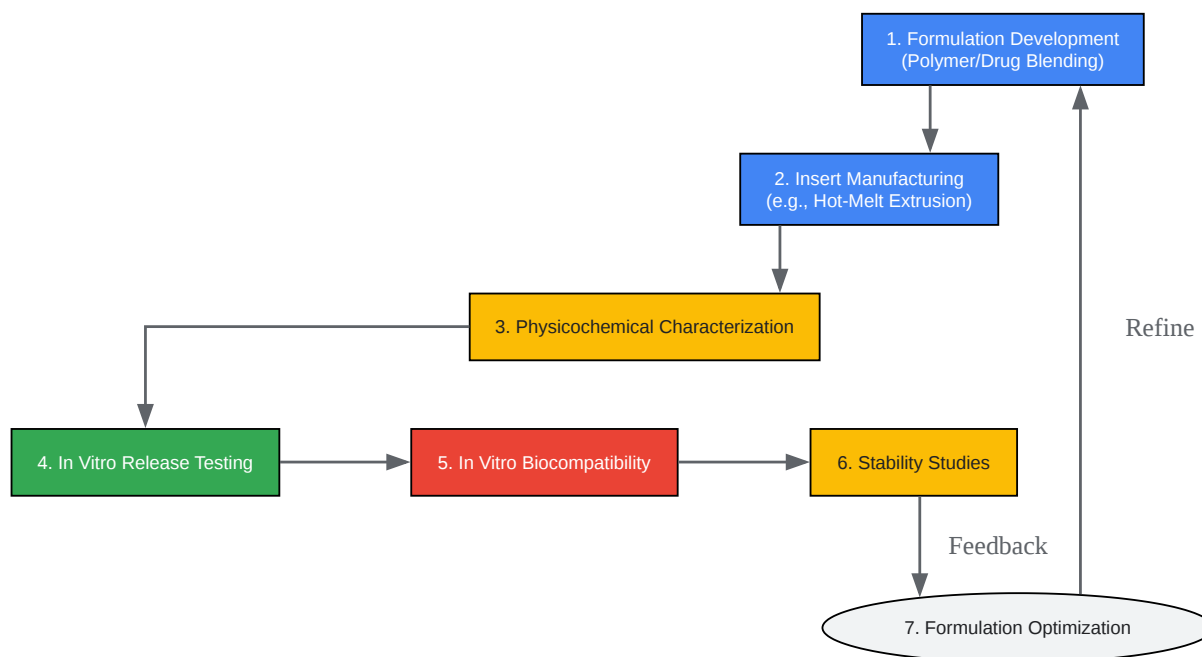 1. Formulation Development
(Polymer/Drug Blending)
2. Insert Manufacturing
(e.g., Hot-Melt Extrusion)
3. Physicochemical Characterization
Refine
4. In Vitro Release Testing
5. In Vitro Biocompatibility
6. Stability Studies
Feedback
7. Formulation Optimization